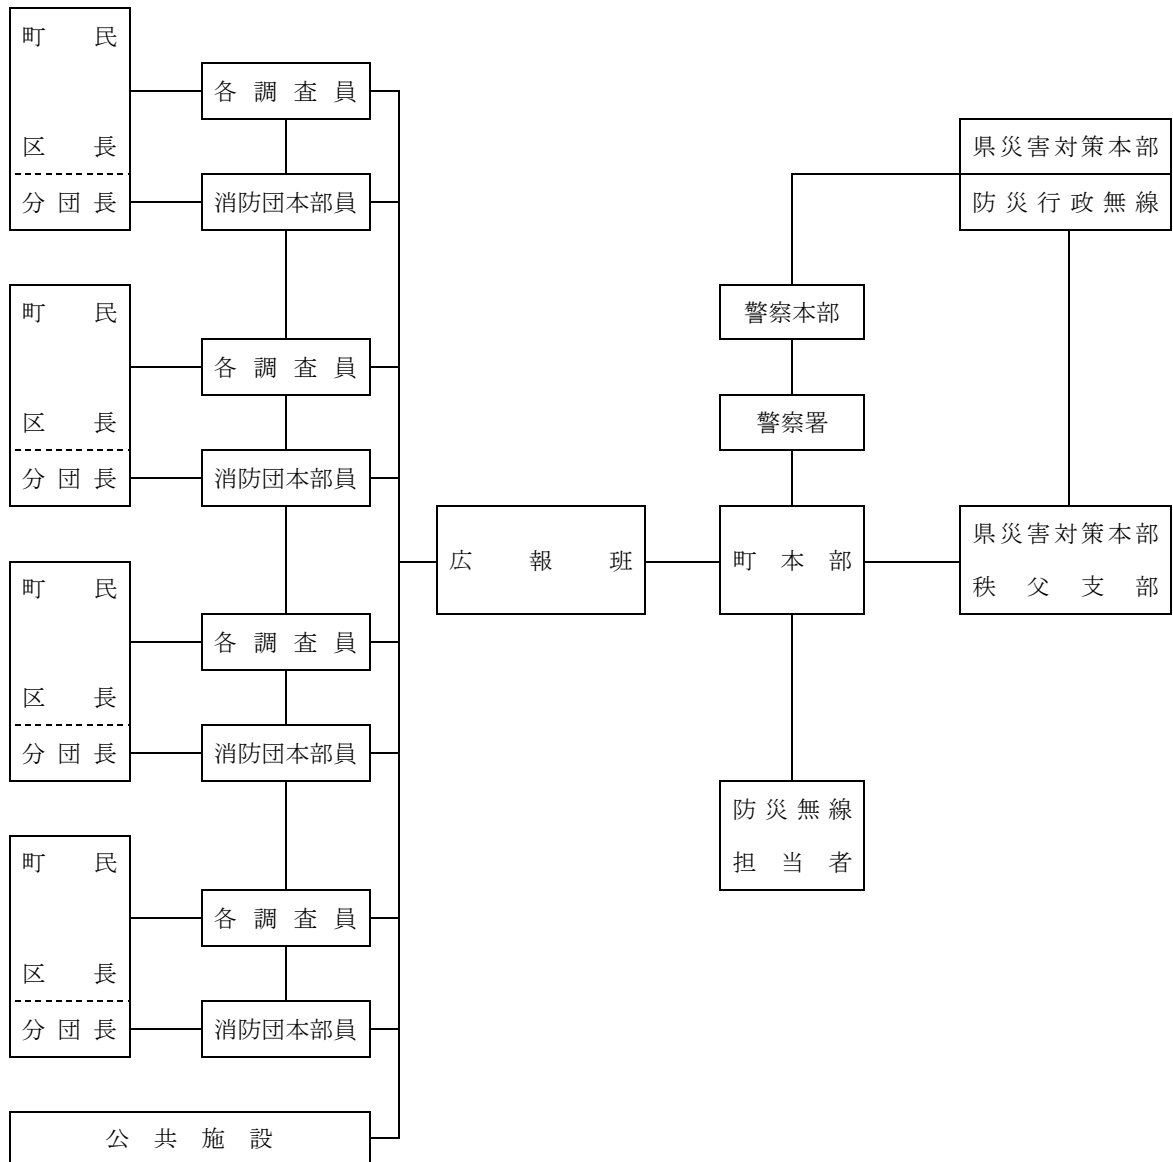 町民
区長
分団長
各調査員
消防団本部員
町民
区長
分団長
各調査員
消防団本部員
町民
区長
分団長
各調査員
消防団本部員
町民
区長
分団長
各調査員
消防団本部員
公共施設
広報班
県災害対策本部
防災行政無線
警察本部
警察署
町本部
県災害対策本部
秩父支部
防災無線
担当者